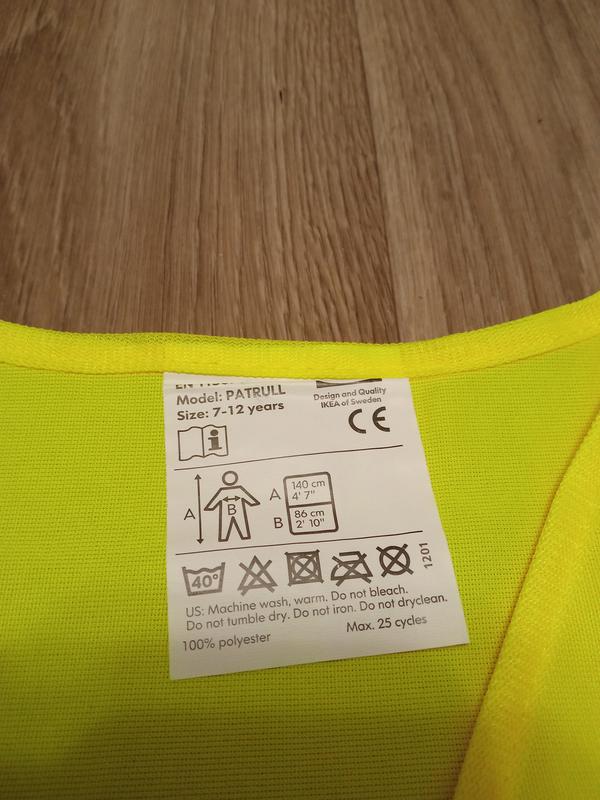 Model: PATRULL
Size: 7-12 years
Design and Quality
IKEA of Sweden
CE
i
A
B
A
140 cm
4' 7"
B
86 cm
2' 10"
40°
1201
US: Machine wash, warm. Do not bleach.
Do not tumble dry. Do not iron. Do not dryclean.
100% polyester
Max. 25 cycles